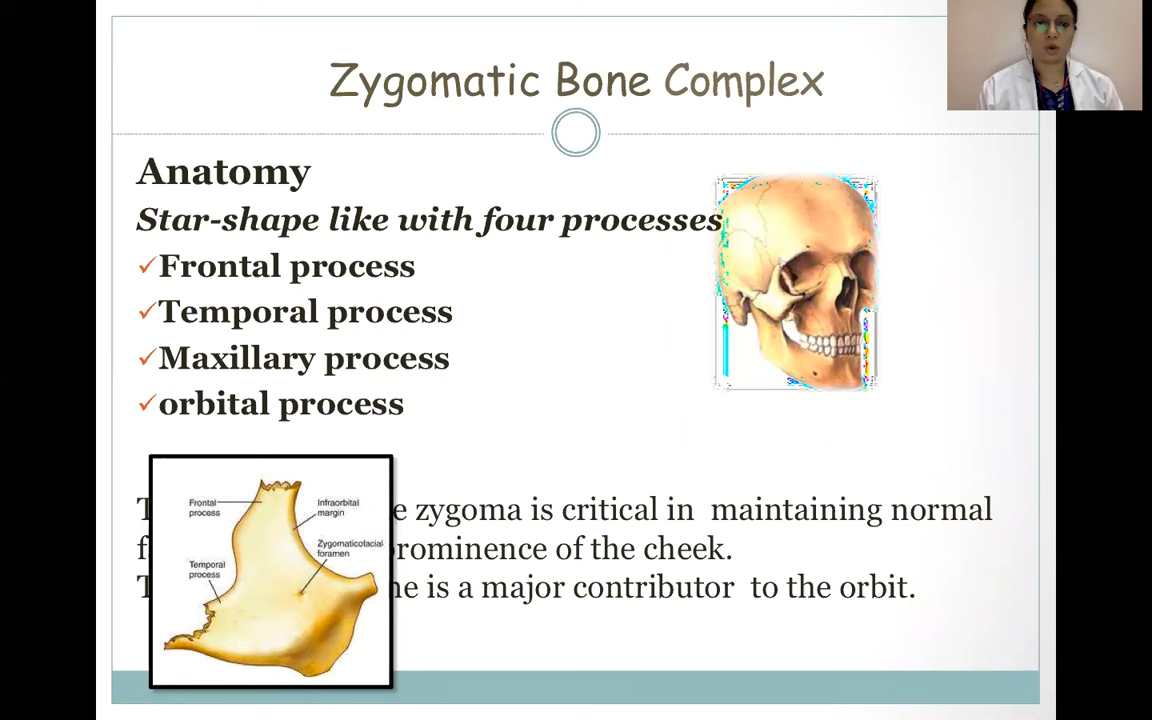 Zygomatic Bone Complex
Anatomy
Star-shape like with four processes
✓Frontal process
✓Temporal process
✓Maxillary process
✓orbital process
zygoma is critical in maintaining normal
prominence of the cheek.
is a major contributor to the orbit.
Frontal
process
Infraorbital
margin
Zygomaticofacial
foramen
Temporal
process